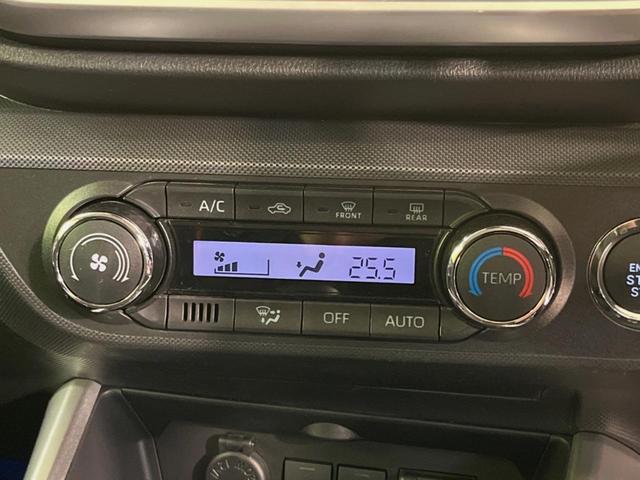 A/C FRONT REAR
25.5
TEMP
OFF AUTO